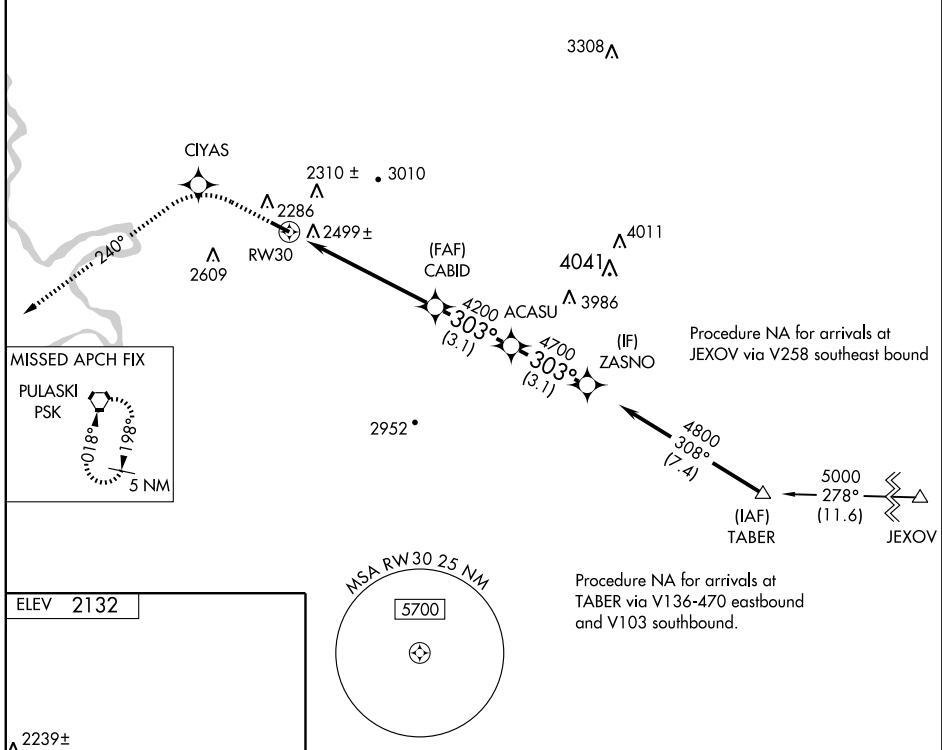 3308
CIYAS
2310 ±
3010
2286
2499±
4011
RW30
240°
2609
(FAF)
CABID
4041
3986
4200
303°
(3.1)
ACASU
4700
303°
(3.1)
(IF)
ZASNO
Procedure NA for arrivals at
JEXOV via V258 southeast bound
MISSED APCH FIX
PULASKI
PSK
018°
198°
5 NM
2952
4800
308°
(7.4)
5000
278°
(11.6)
(IAF)
TABER
JEXOV
MSA RW30 25 NM
5700
Procedure NA for arrivals at
TABER via V136-470 eastbound
and V103 southbound.
ELEV 2132
2239±